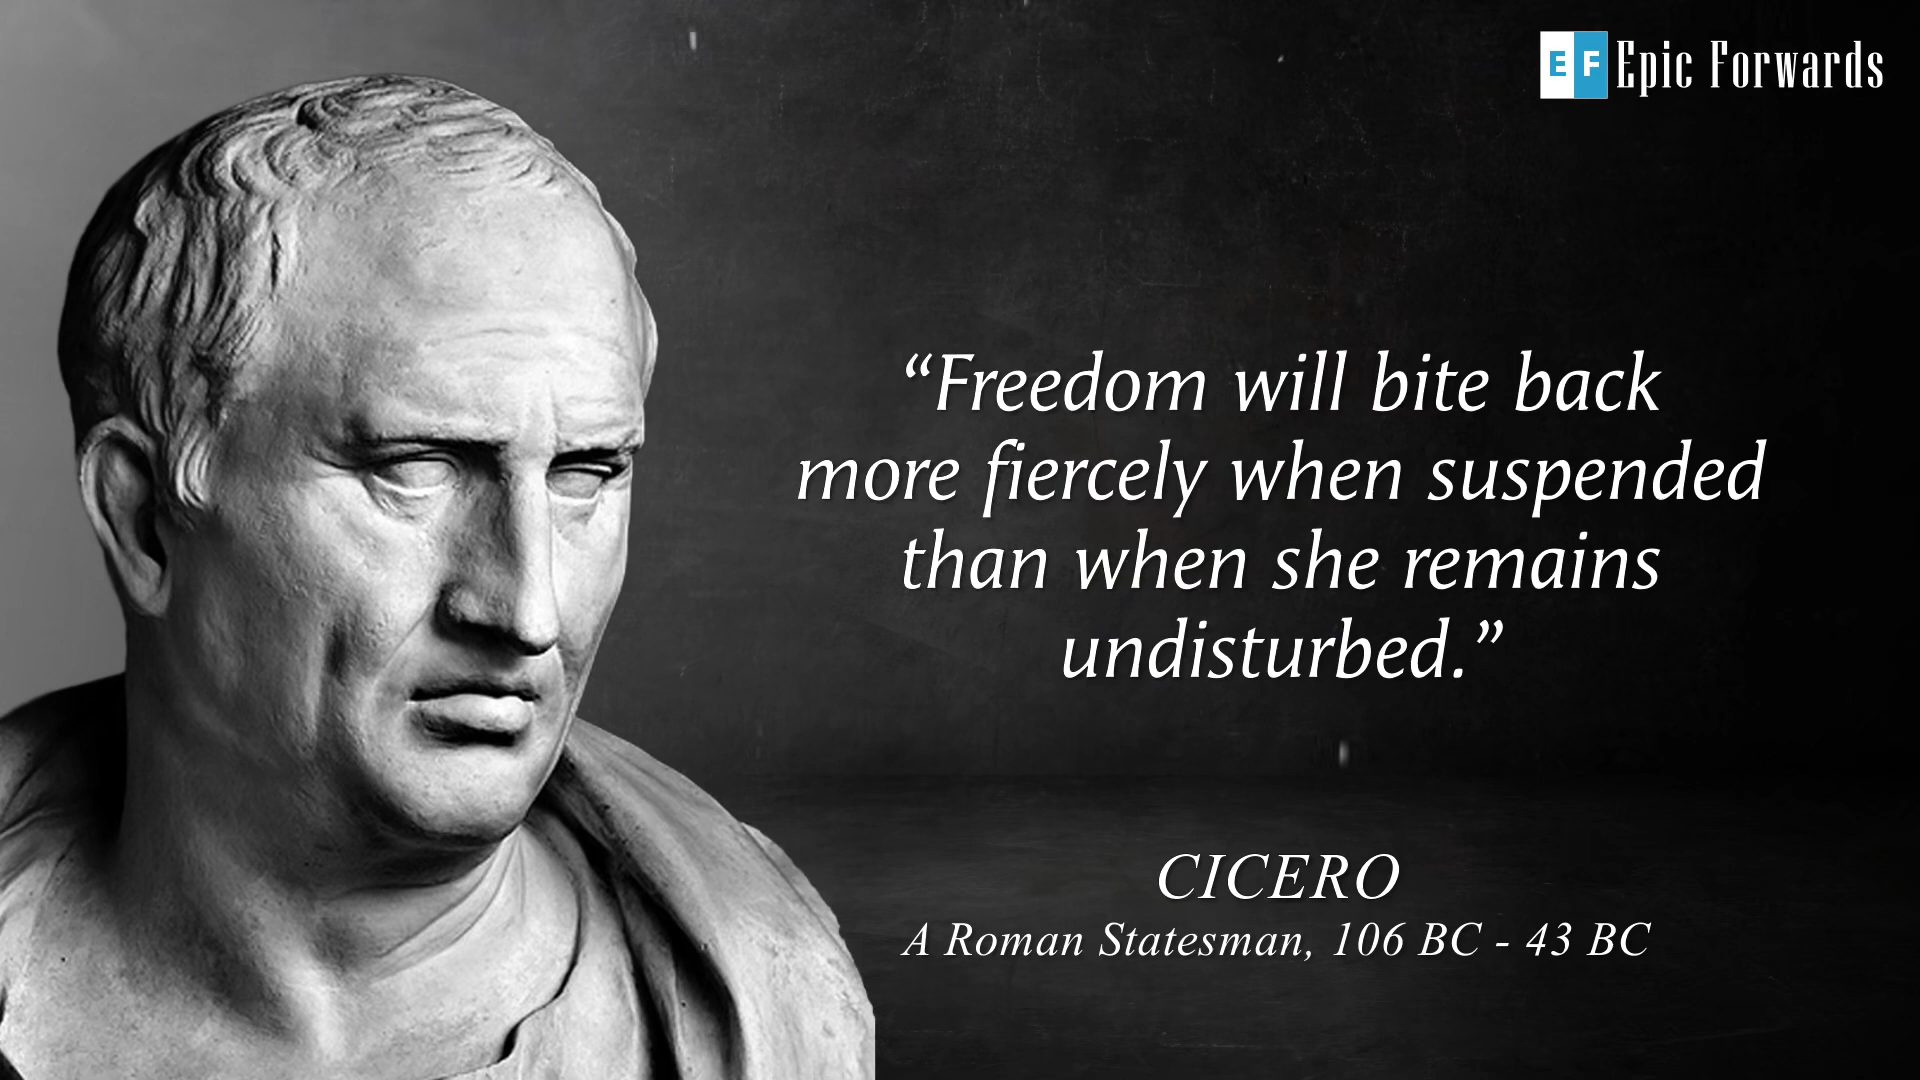 EF Epic Forwards
“Freedom will bite back
more fiercely when suspended
than when she remains
undisturbed.”
CICERO
A Roman Statesman, 106 BC - 43 BC